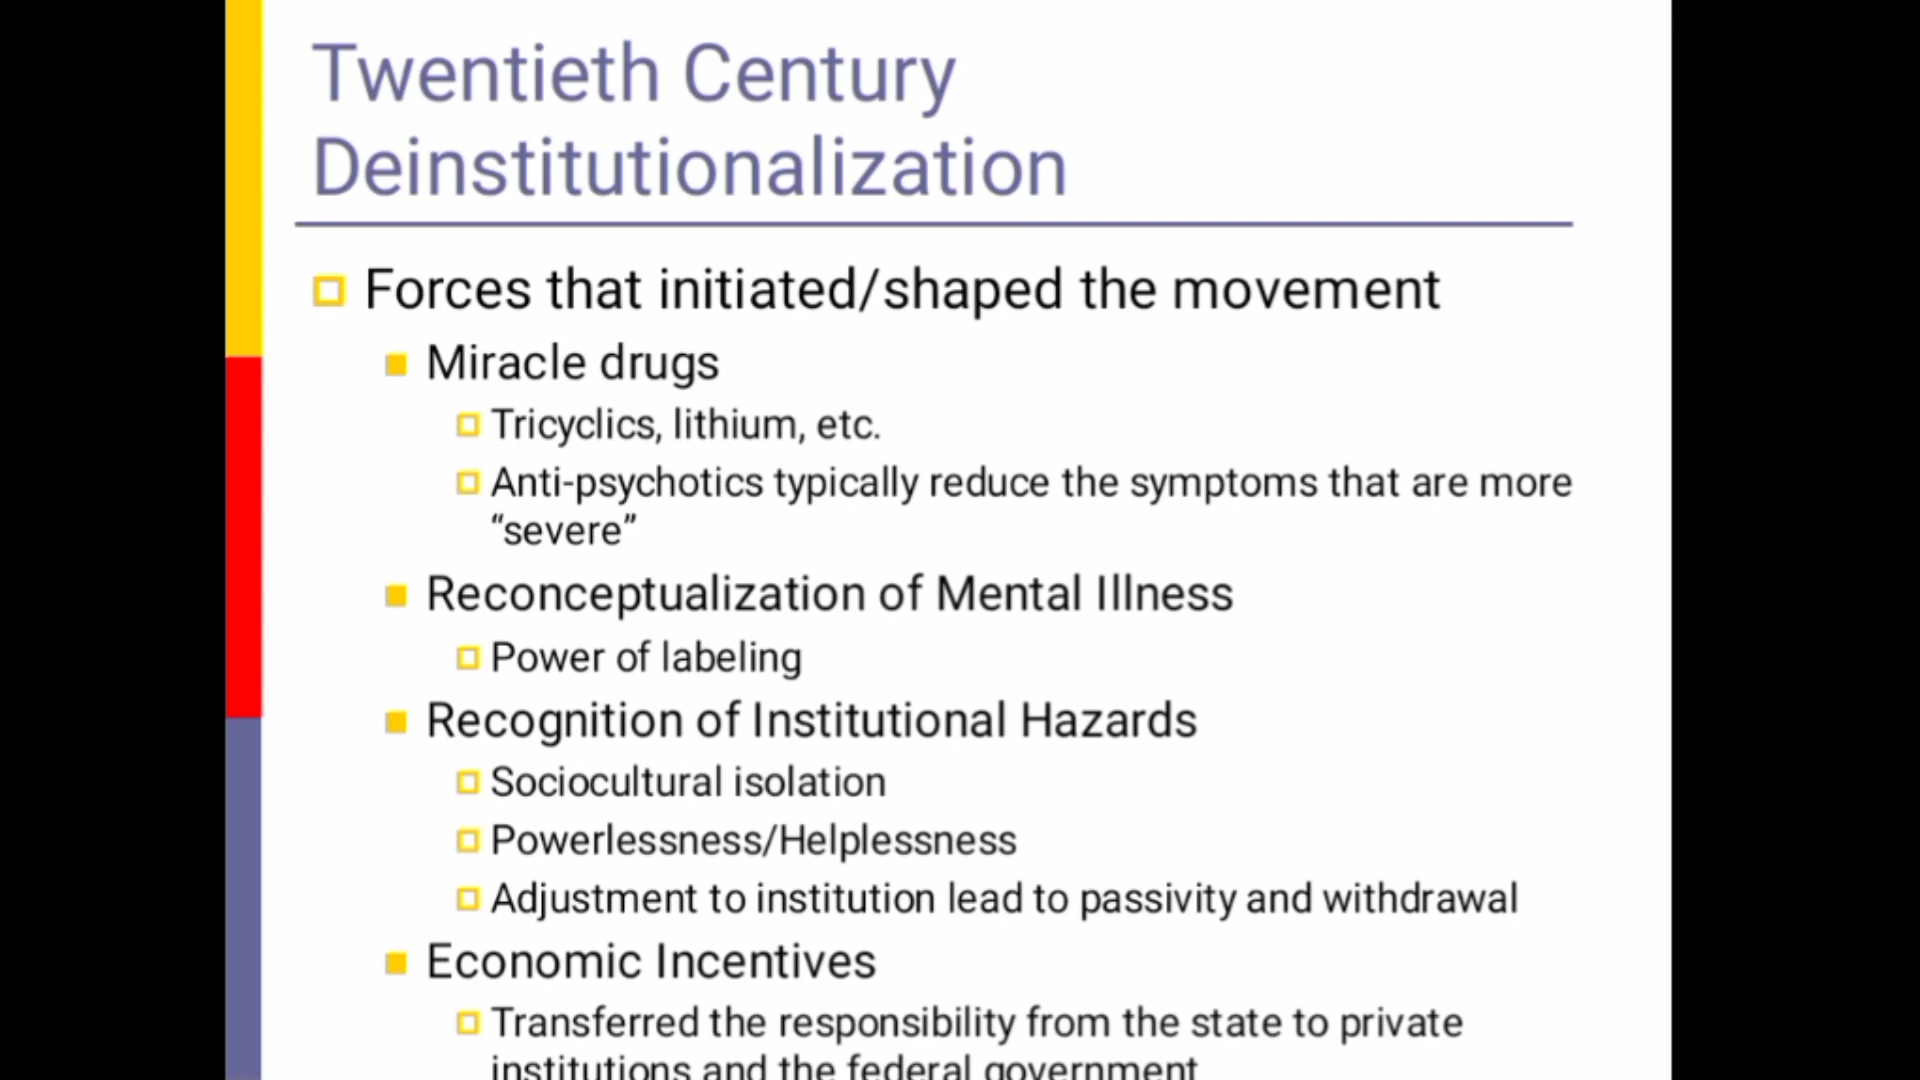 Twentieth Century
Deinstitutionalization
Forces that initiated/shaped the movement
Miracle drugs
Tricyclics, lithium, etc.
Anti-psychotics typically reduce the symptoms that are more
“severe”
Reconceptualization of Mental Illness
Power of labeling
Recognition of Institutional Hazards
Sociocultural isolation
Powerlessness/Helplessness
Adjustment to institution lead to passivity and withdrawal
Economic Incentives
Transferred the responsibility from the state to private
institutions and the federal government